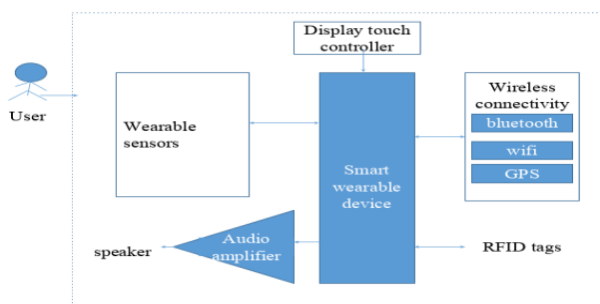 Display touch
controller
User
Wearable
sensors
Smart
wearable
device
Wireless
connectivity
bluetooth
wifi
GPS
speaker
Audio
amplifier
RFID tags